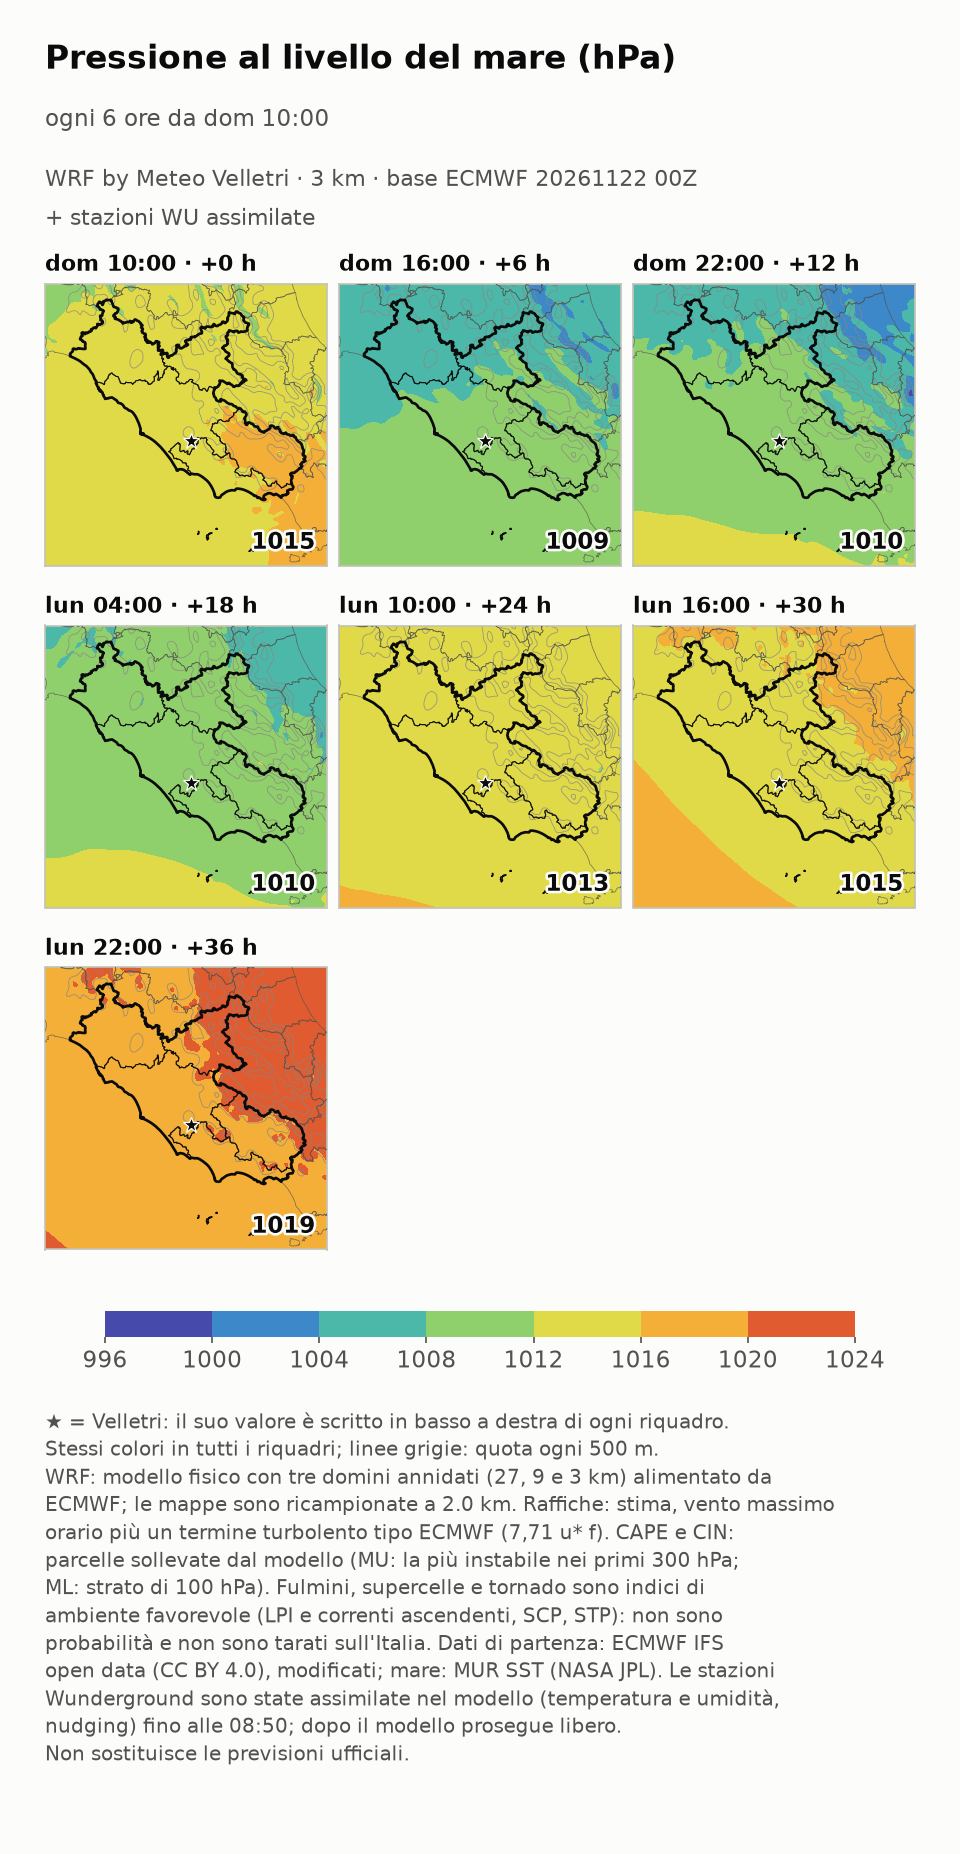 Pressione al livello del mare (hPa)
ogni 6 ore da dom 10:00
WRF by Meteo Velletri · 3 km · base ECMWF 20261122 00Z
+ stazioni WU assimilate
dom 10:00 · +0 h
dom 16:00 · +6 h
dom 22:00 · +12 h
1015
1009
1010
lun 04:00 · +18 h
lun 10:00 · +24 h
lun 16:00 · +30 h
1010
1013
1015
lun 22:00 · +36 h
1019
996 1000 1004 1008 1012 1016 1020 1024
★ = Velletri: il suo valore è scritto in basso a destra di ogni riquadro.
Stessi colori in tutti i riquadri; linee grigie: quota ogni 500 m.
WRF: modello fisico con tre domini annidati (27, 9 e 3 km) alimentato da
ECMWF; le mappe sono ricampionate a 2.0 km. Raffiche: stima, vento massimo
orario più un termine turbolento tipo ECMWF (7,71 u* f). CAPE e CIN:
parcelle sollevate dal modello (MU: la più instabile nei primi 300 hPa;
ML: strato di 100 hPa). Fulmini, supercelle e tornado sono indici di
ambiente favorevole (LPI e correnti ascendenti, SCP, STP): non sono
probabilità e non sono tarati sull'Italia. Dati di partenza: ECMWF IFS
open data (CC BY 4.0), modificati; mare: MUR SST (NASA JPL). Le stazioni
Wunderground sono state assimilate nel modello (temperatura e umidità,
nudging) fino alle 08:50; dopo il modello prosegue libero.
Non sostituisce le previsioni ufficiali.